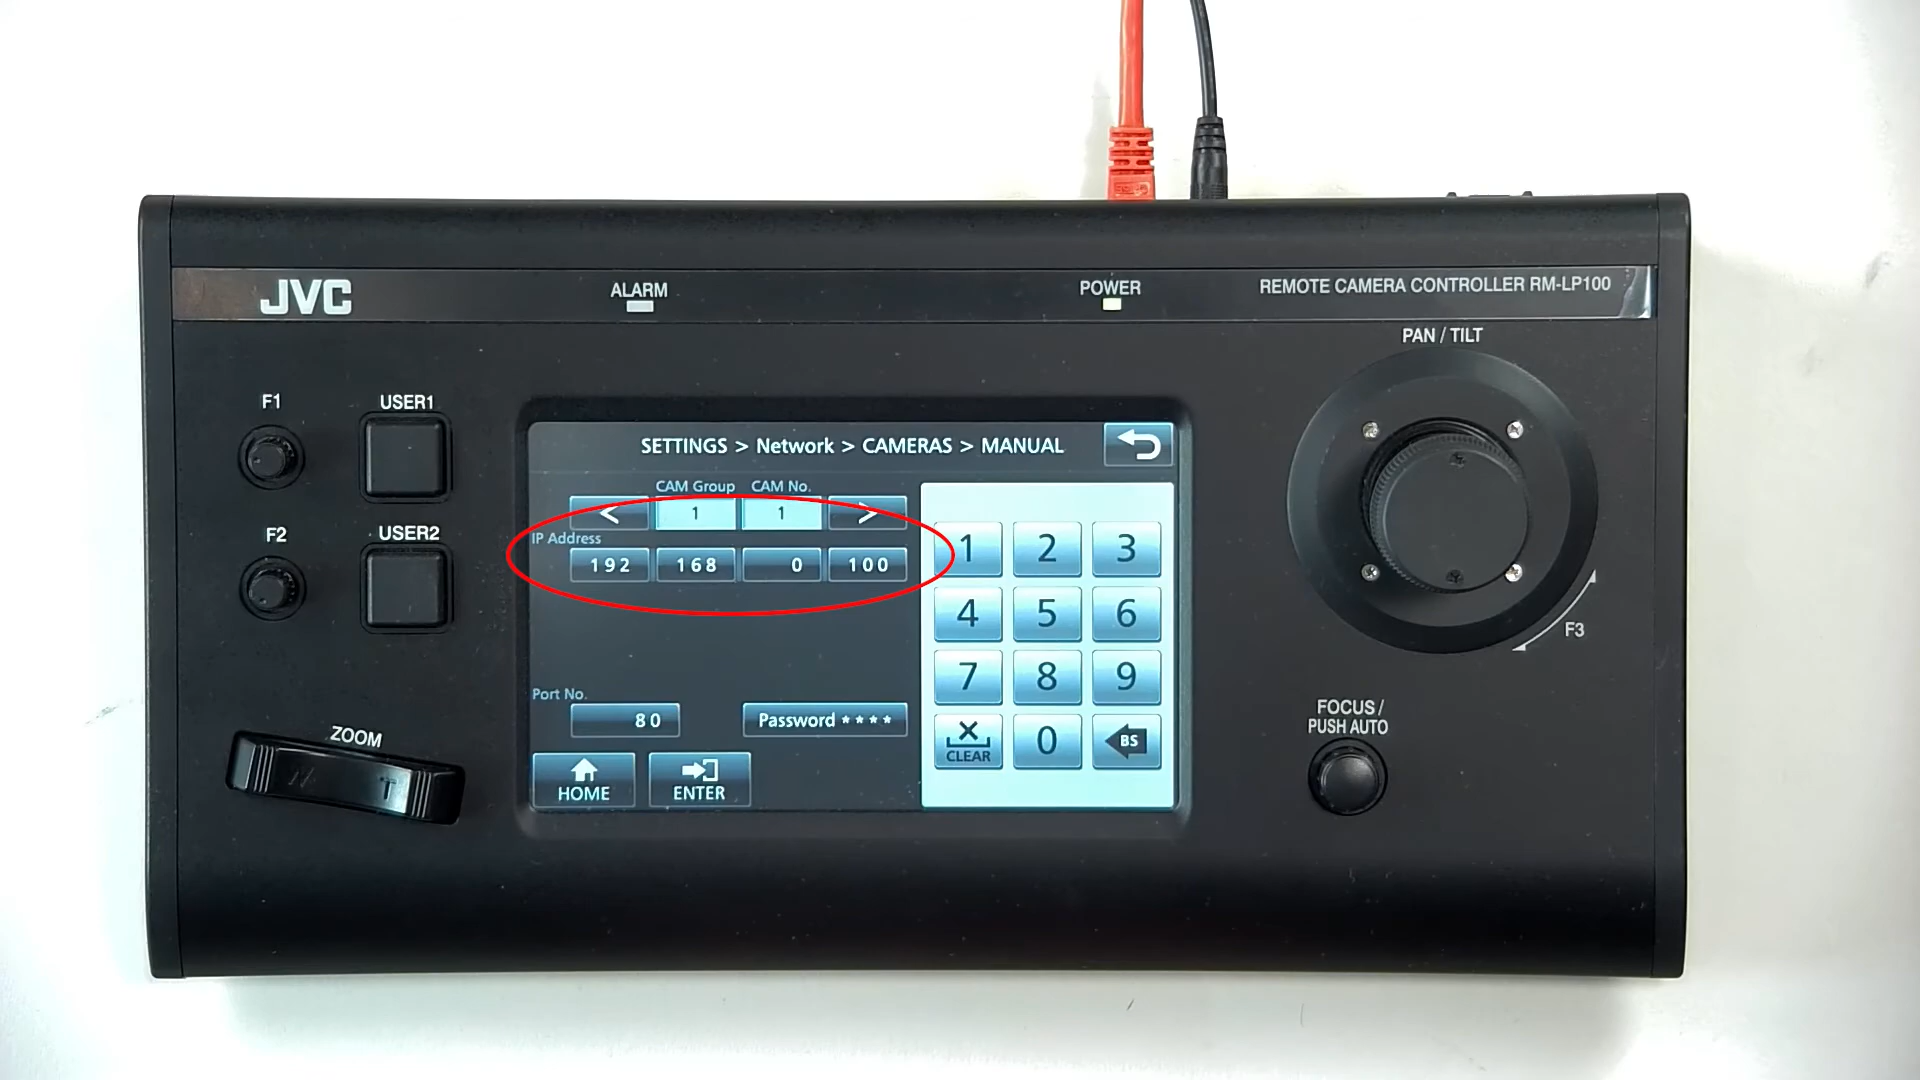 JVC
ALARM
POWER
REMOTE CAMERA CONTROLLER RM-LP100
PAN / TILT
F1
USER1
F2
USER2
ZOOM
T
SETTINGS > Network > CAMERAS > MANUAL
CAM Group CAM No.
< 1 1 >
IP Address
192 168 0 100
Port No.
80 Password ****
HOME ENTER
1 2 3
4 5 6
7 8 9
CLEAR 0 BS
F3
FOCUS /
PUSH AUTO